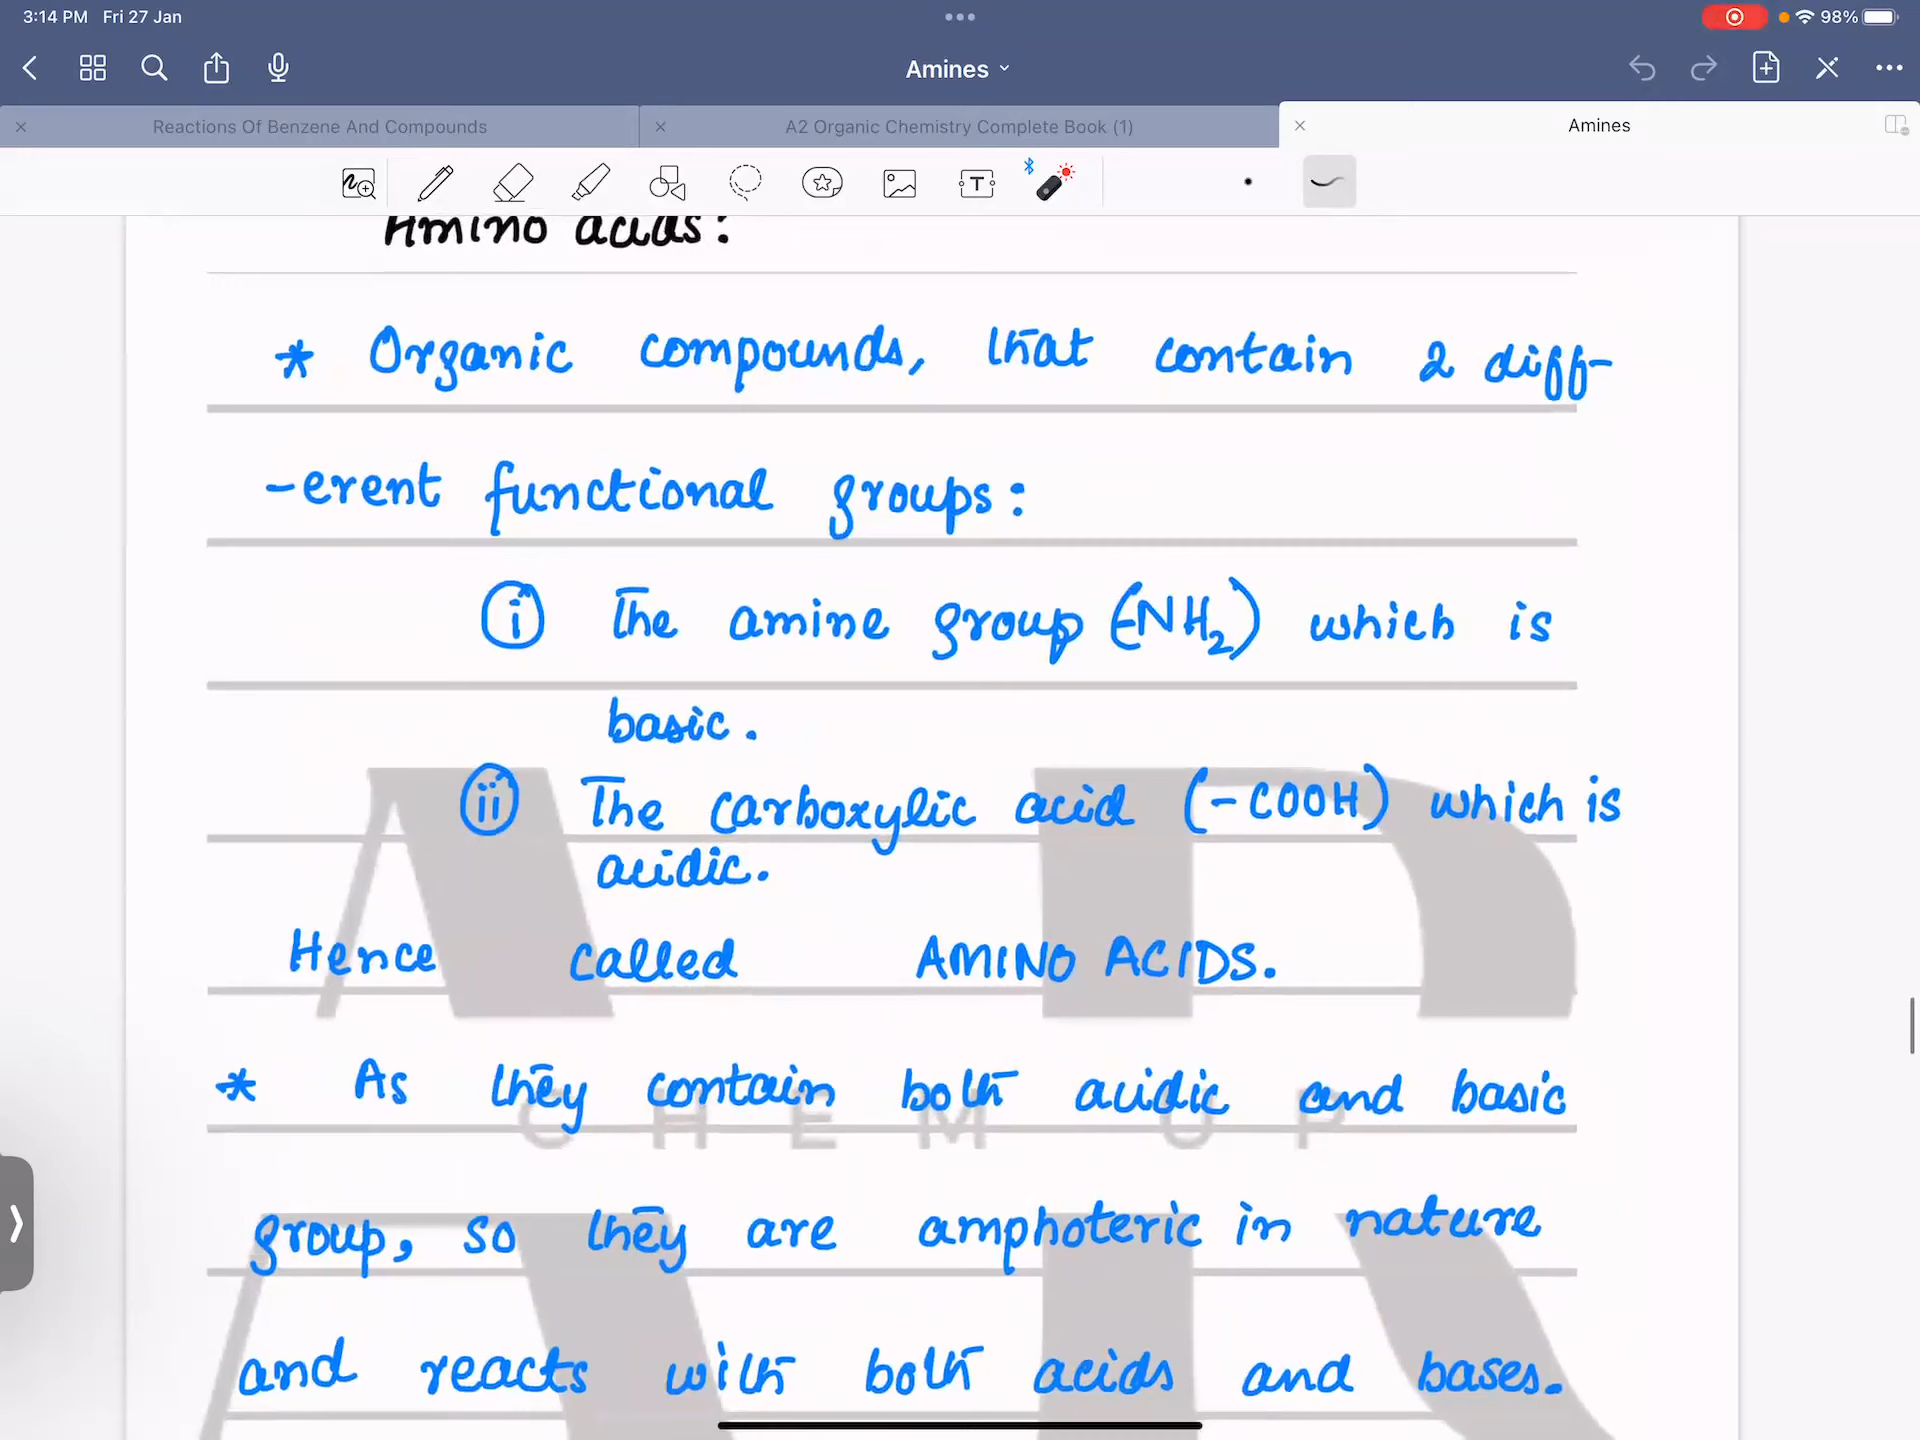 3:14 PM Fri 27 Jan
98%
Amines
Reactions Of Benzene And Compounds
A2 Organic Chemistry Complete Book (1)
Amines
Amino acids:
* Organic compounds, that contain 2 diff-
-erent functional groups:
i The amine group (-NH2) which is
basic.
ii The carboxylic acid (-COOH) which is
acidic.
Hence called AMINO ACIDS.
* As they contain both acidic and basic
CHEM UP
group, so they are amphoteric in nature
and reacts with both acids and bases.